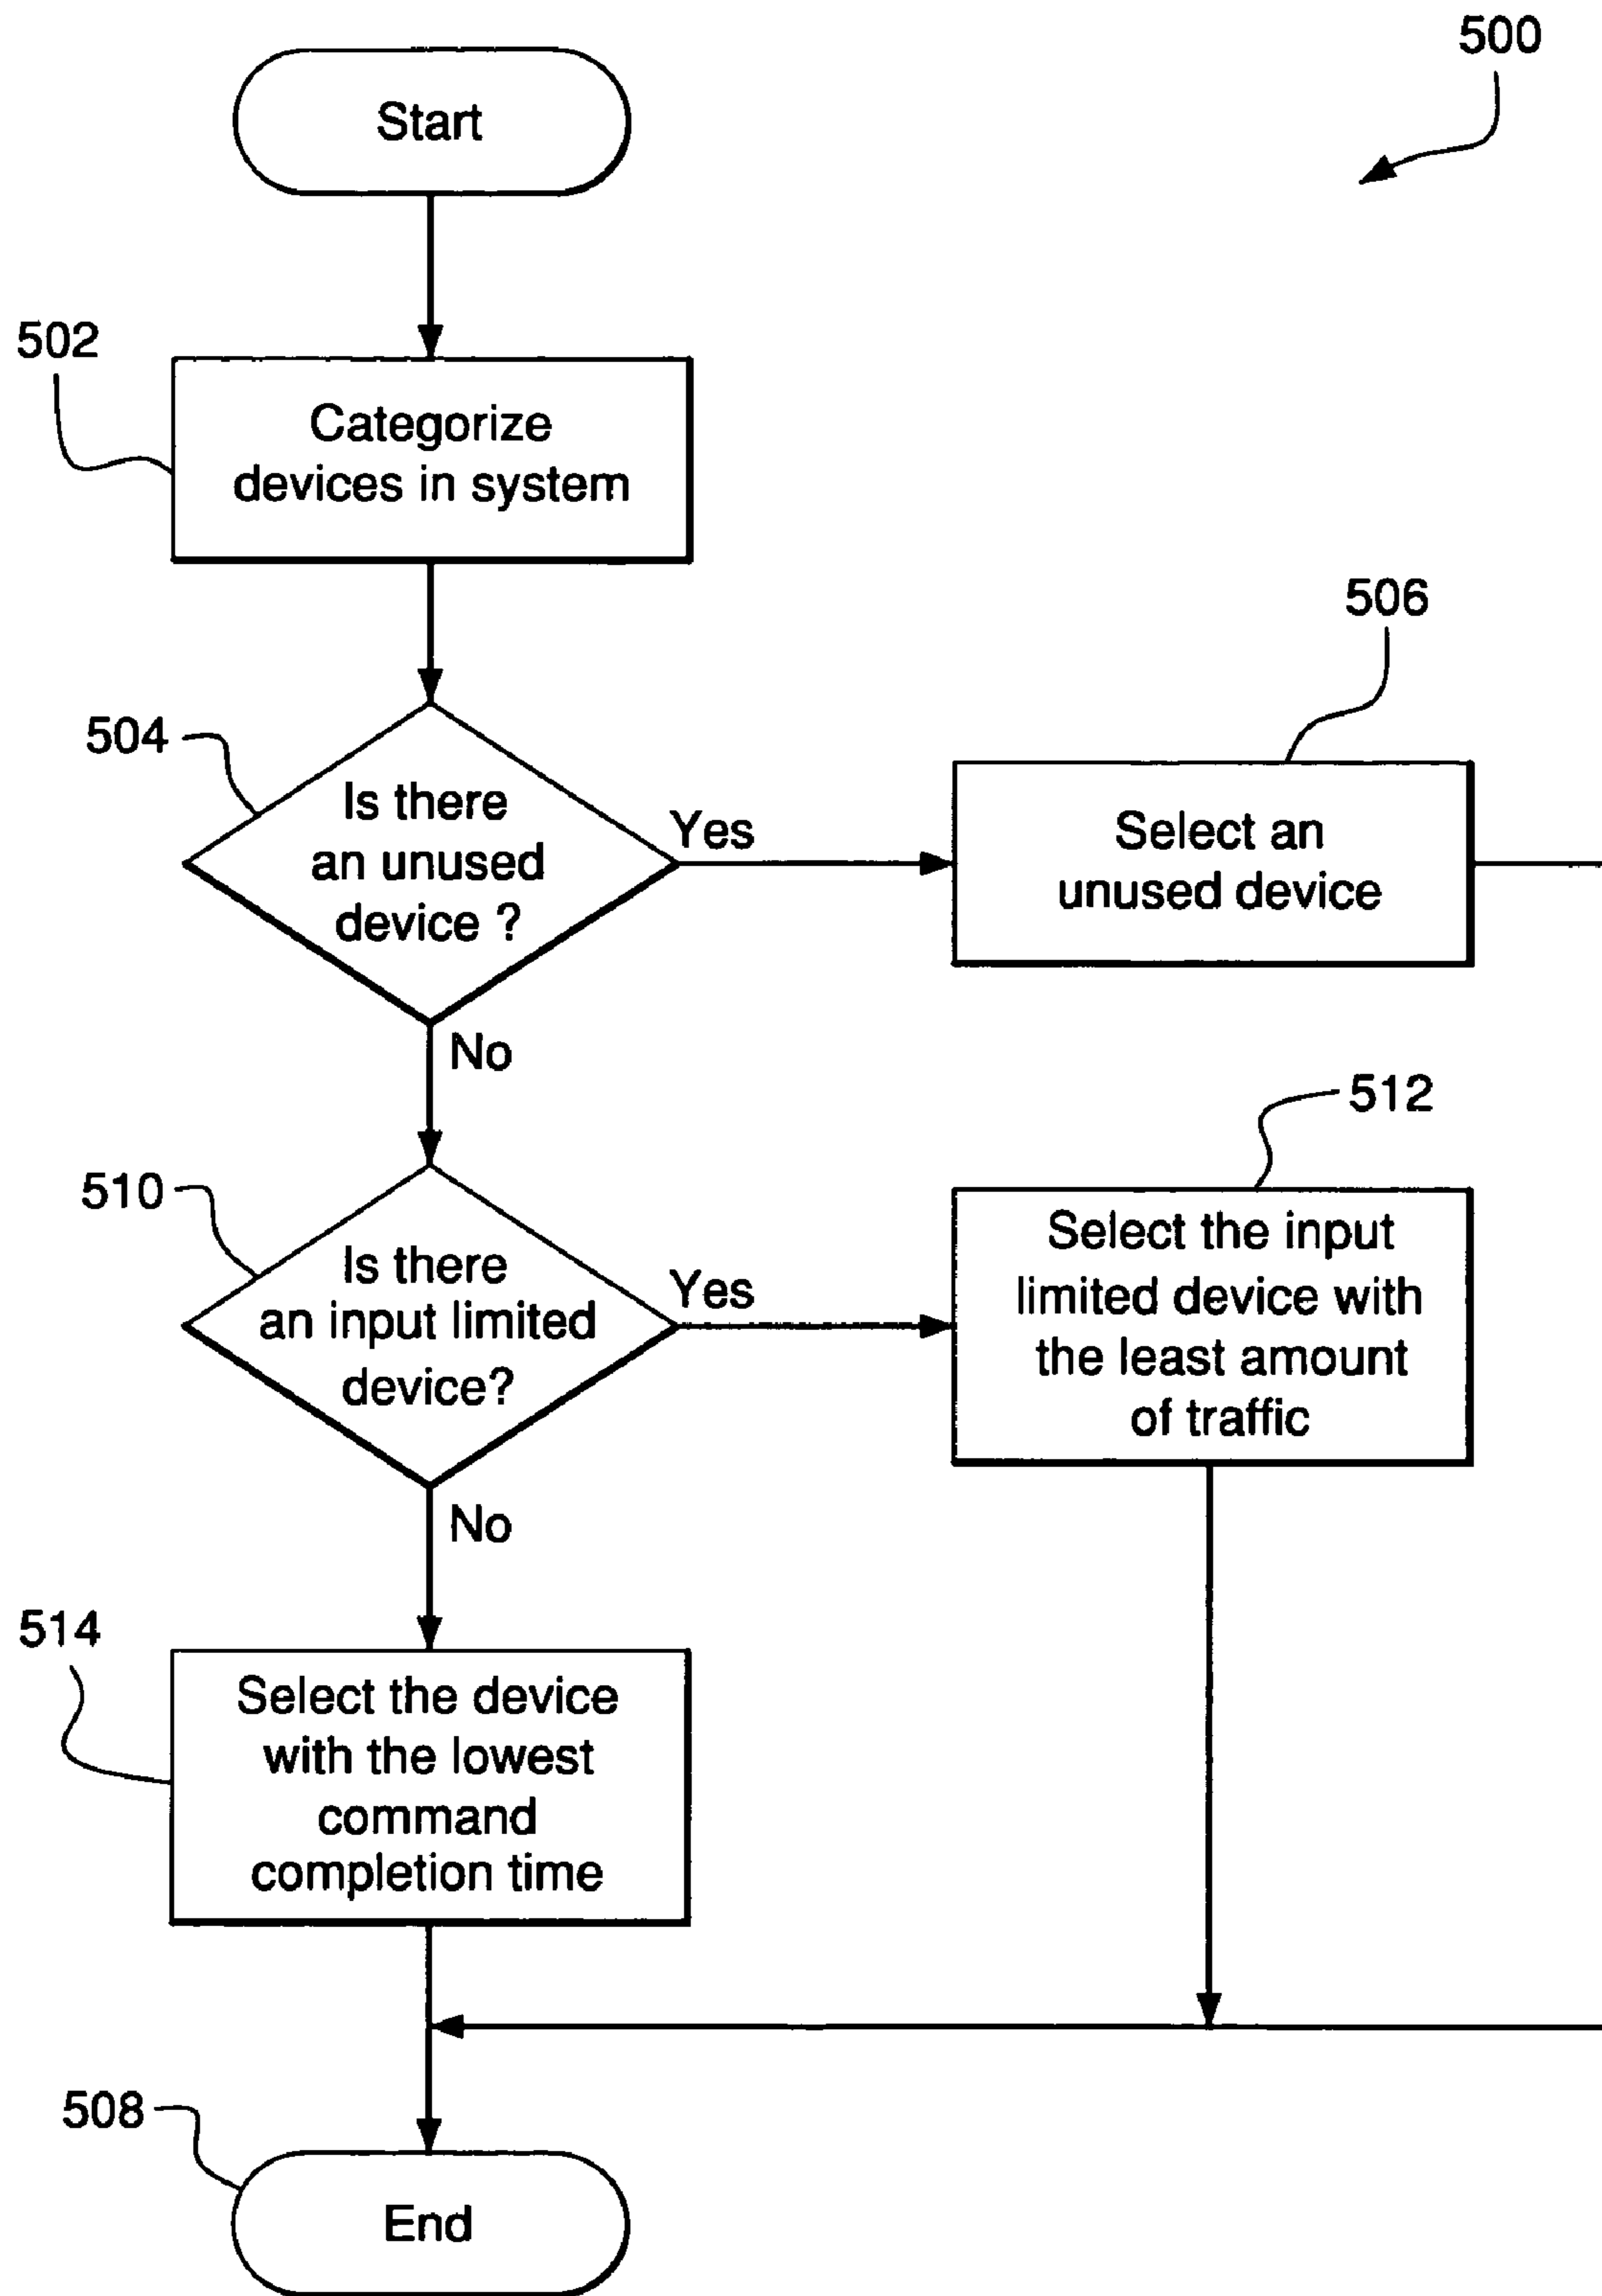 500
Start
502
Categorize
devices in system
506
504
Is there
an unused
device ?
Yes
Select an
unused device
No
512
510
Is there
an input limited
device?
Yes
Select the input
limited device with
the least amount
of traffic
No
514
Select the device
with the lowest
command
completion time
508
End